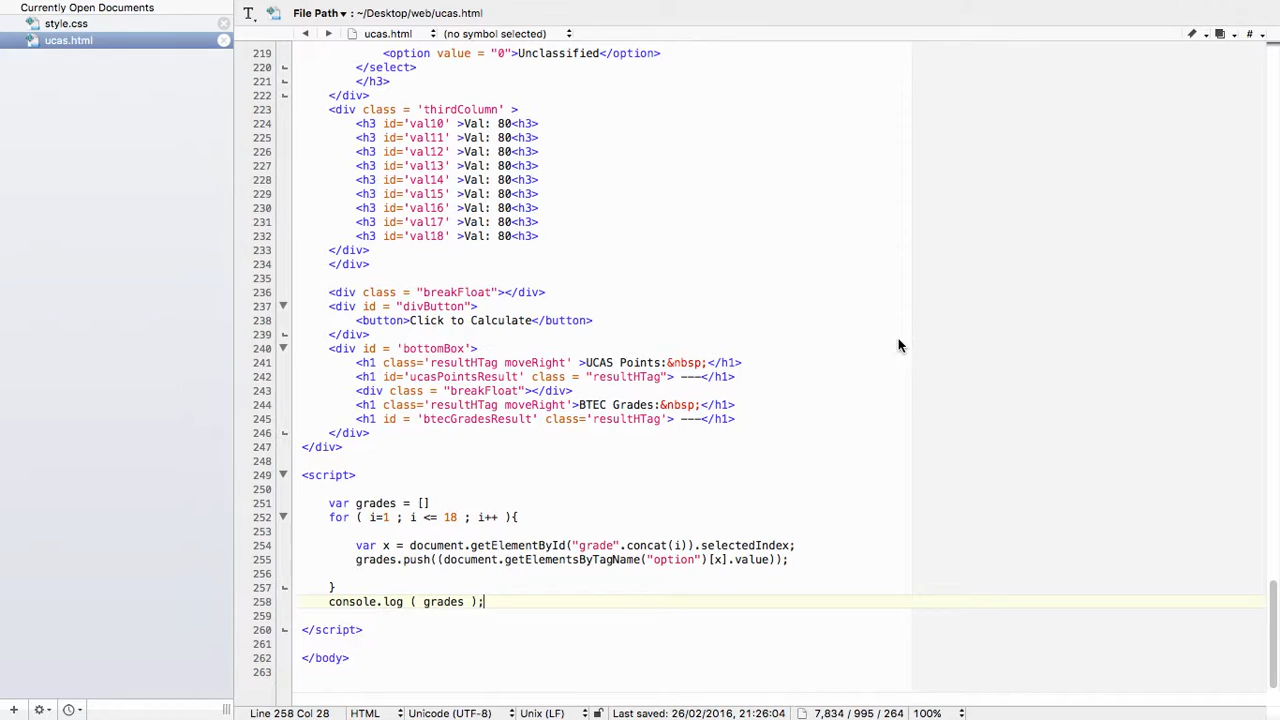 Currently Open Documents
style.css
ucas.html
File Path ▾ : ~/Desktop/web/ucas.html
ucas.html (no symbol selected)
219 <option value = "0">Unclassified</option>
220 </select>
221 </h3>
222 </div>
223 <div class = 'thirdColumn' >
224 <h3 id='val10' >Val: 80<h3>
225 <h3 id='val11' >Val: 80<h3>
226 <h3 id='val12' >Val: 80<h3>
227 <h3 id='val13' >Val: 80<h3>
228 <h3 id='val14' >Val: 80<h3>
229 <h3 id='val15' >Val: 80<h3>
230 <h3 id='val16' >Val: 80<h3>
231 <h3 id='val17' >Val: 80<h3>
232 <h3 id='val18' >Val: 80<h3>
233 </div>
234 </div>
235
236 <div class = "breakFloat"></div>
237 <div id = "divButton">
238 <button>Click to Calculate</button>
239 </div>
240 <div id = 'bottomBox'>
241 <h1 class='resultHTag moveRight' >UCAS Points:&nbsp;</h1>
242 <h1 id='ucasPointsResult' class = "resultHTag"> ---</h1>
243 <div class = "breakFloat"></div>
244 <h1 class='resultHTag moveRight'>BTEC Grades:&nbsp;</h1>
245 <h1 id = 'btecGradesResult' class='resultHTag'> ---</h1>
246 </div>
247 </div>
248
249 <script>
250
251 var grades = []
252 for ( i=1 ; i <= 18 ; i++ ){
253
254 var x = document.getElementById("grade".concat(i)).selectedIndex;
255 grades.push((document.getElementsByTagName("option")[x].value));
256
257 }
258 console.log ( grades );
259
260 </script>
261
262 </body>
263
Line 258 Col 28 HTML Unicode (UTF-8) Unix (LF) Last saved: 26/02/2016, 21:26:04 7,834 / 995 / 264 100%